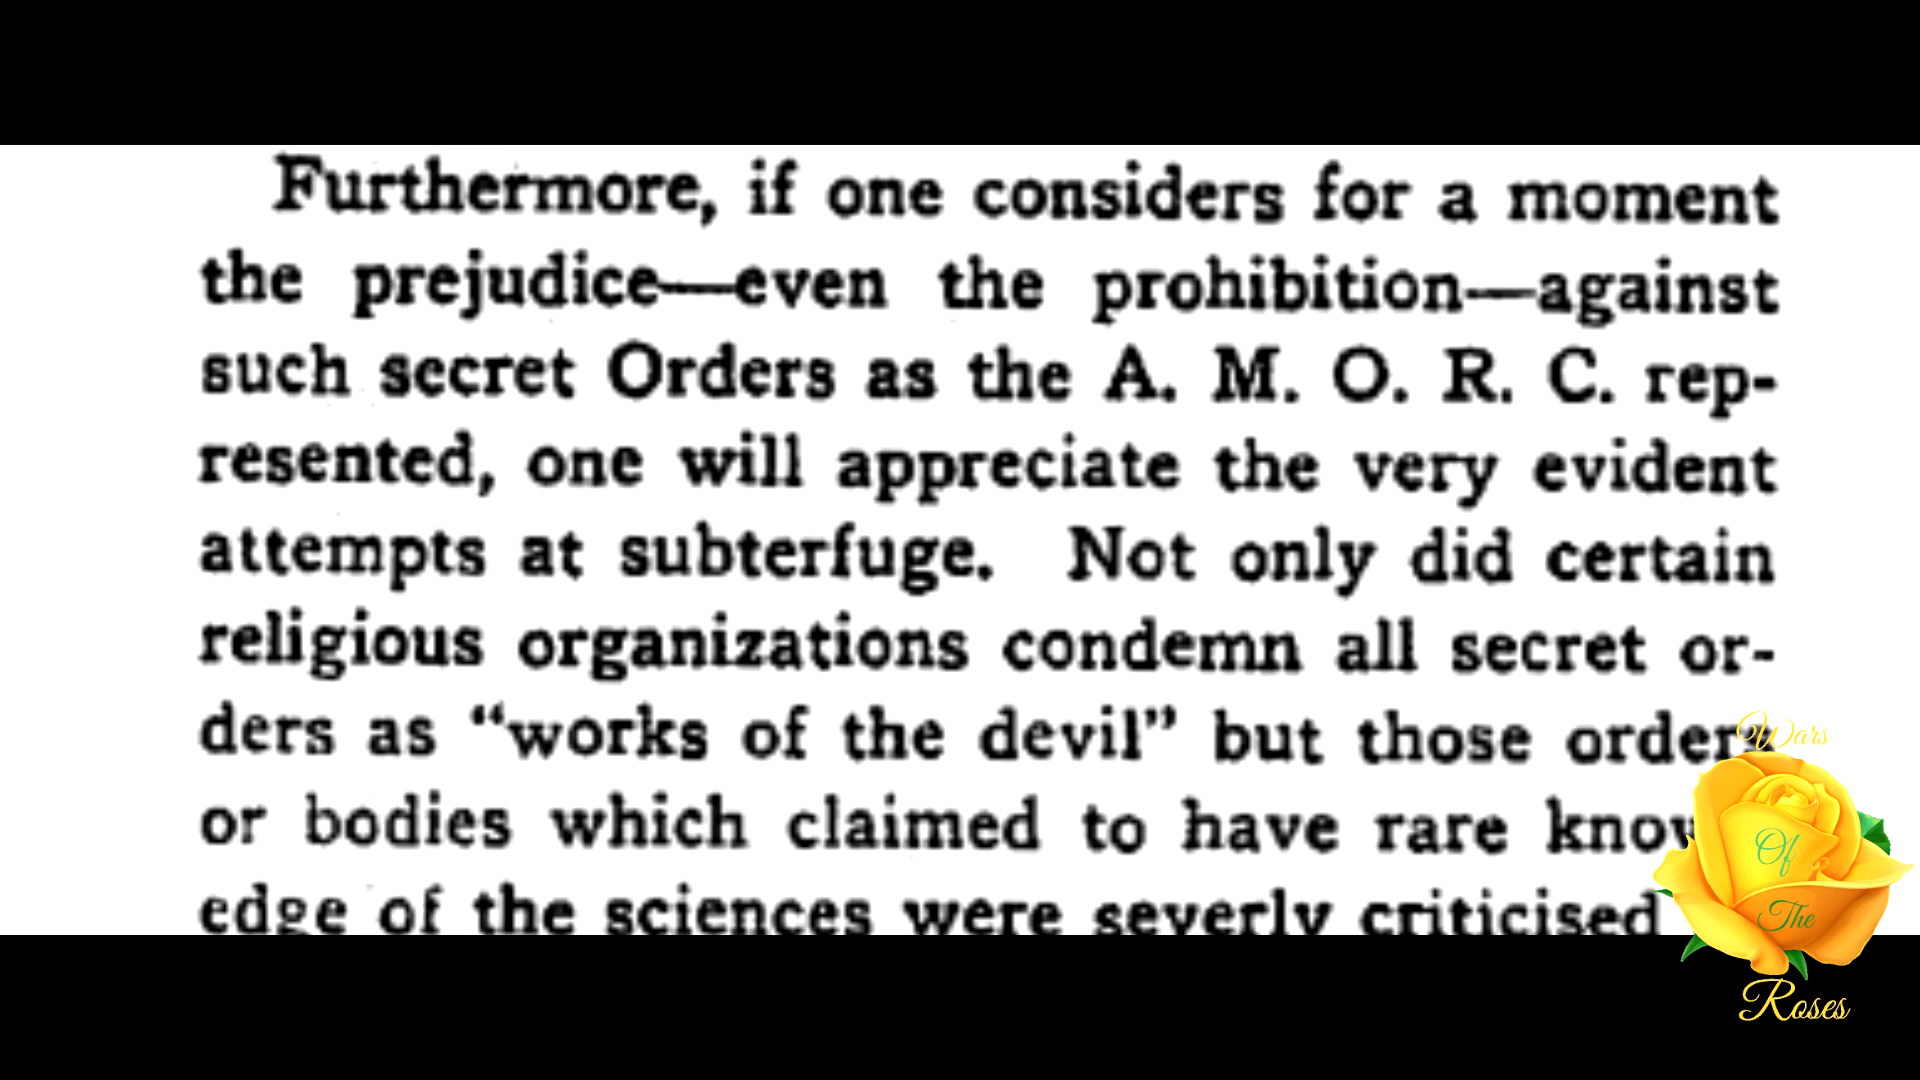 Furthermore, if one considers for a moment
the prejudice—even the prohibition—against
such secret Orders as the A. M. O. R. C. rep-
resented, one will appreciate the very evident
attempts at subterfuge. Not only did certain
religious organizations condemn all secret or-
ders as “works of the devil” but those order
or bodies which claimed to have rare know
edge of the sciences were severly criticised
Wars
Of
The
Roses